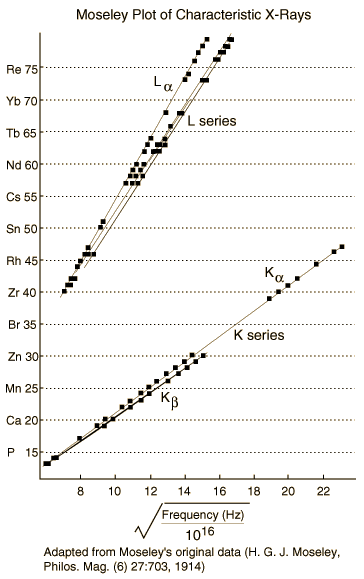 Moseley Plot of Characteristic X-Rays
Re 75
Yb 70
Tb 65
Nd 60
Cs 55
Sn 50
Rh 45
Zr 40
Br 35
Zn 30
Mn 25
Ca 20
P 15
Lα
L series
Kα
K series
Kβ
8 10 12 14 16 18 20 22
√ Frequency (Hz)
10^16
Adapted from Moseley's original data (H. G. J. Moseley,
Philos. Mag. (6) 27:703, 1914)